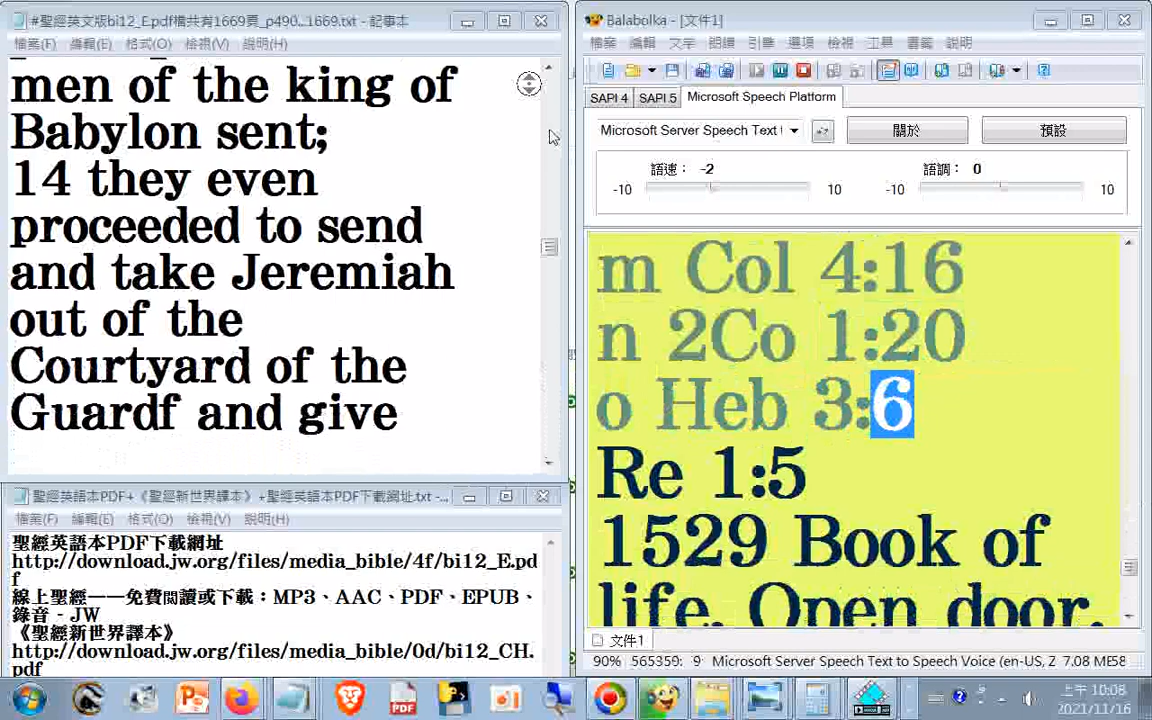 #聖經英文版bi12_E.pdf檔共有1669頁_p490...1669.txt - 記事本
檔案(F) 編輯(E) 格式(O) 檢視(V) 說明(H)
men of the king of
Babylon sent;
14 they even
proceeded to send
and take Jeremiah
out of the
Courtyard of the
Guardf and give
聖經英語本PDF+《聖經新世界譯本》+聖經英語本PDF下載網址.txt -...
檔案(F) 編輯(E) 格式(O) 檢視(V) 說明(H)
聖經英語本PDF下載網址
http://download.jw.org/files/media_bible/4f/bi12_E.pd
f
線上聖經——免費閱讀或下載：MP3、AAC、PDF、EPUB、
錄音 - JW
《聖經新世界譯本》
http://download.jw.org/files/media_bible/0d/bi12_CH.
pdf
Balabolka - [文件1]
檔案 編輯 文字 朗讀 引擎 選項 檢視 工具 書籤 說明
SAPI 4 SAPI 5 Microsoft Speech Platform
Microsoft Server Speech Text 關於 預設
語速： -2 語調： 0
-10 10 -10 10
m Col 4:16
n 2Co 1:20
o Heb 3:6
Re 1:5
1529 Book of
life. Open door.
文件1
90% 565359: 9 Microsoft Server Speech Text to Speech Voice (en-US, Z 7.08 ME58
上午 10:08
2021/11/16